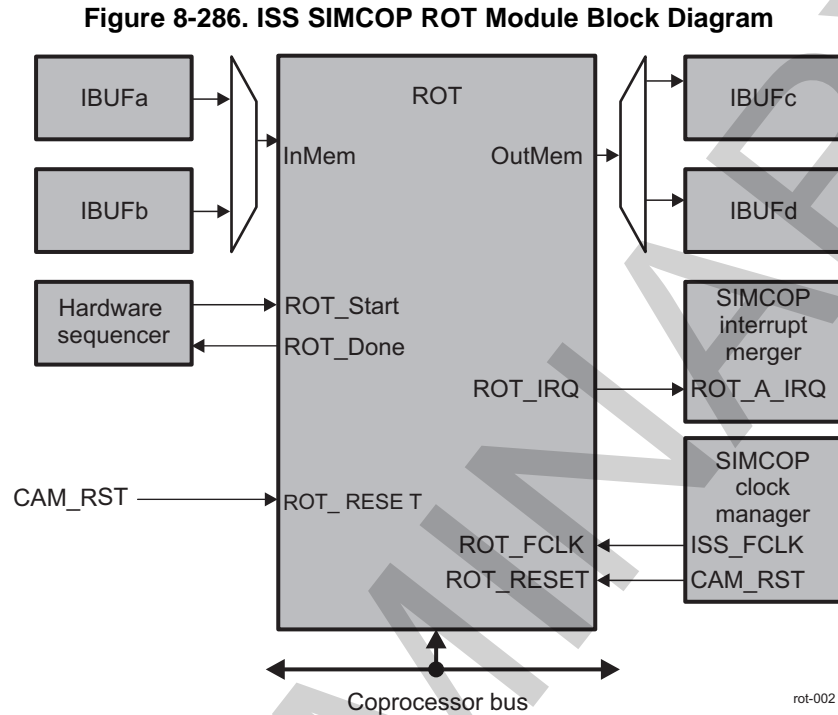 Figure 8-286. ISS SIMCOP ROT Module Block Diagram
IBUFa
IBUFb
Hardware
sequencer
CAM_RST
ROT
InMem
OutMem
ROT_Start
ROT_Done
ROT_IRQ
ROT_ RESE T
ROT_FCLK
ROT_RESET
IBUFc
IBUFd
SIMCOP
interrupt
merger
ROT_A_IRQ
SIMCOP
clock
manager
ISS_FCLK
CAM_RST
Coprocessor bus
rot-002